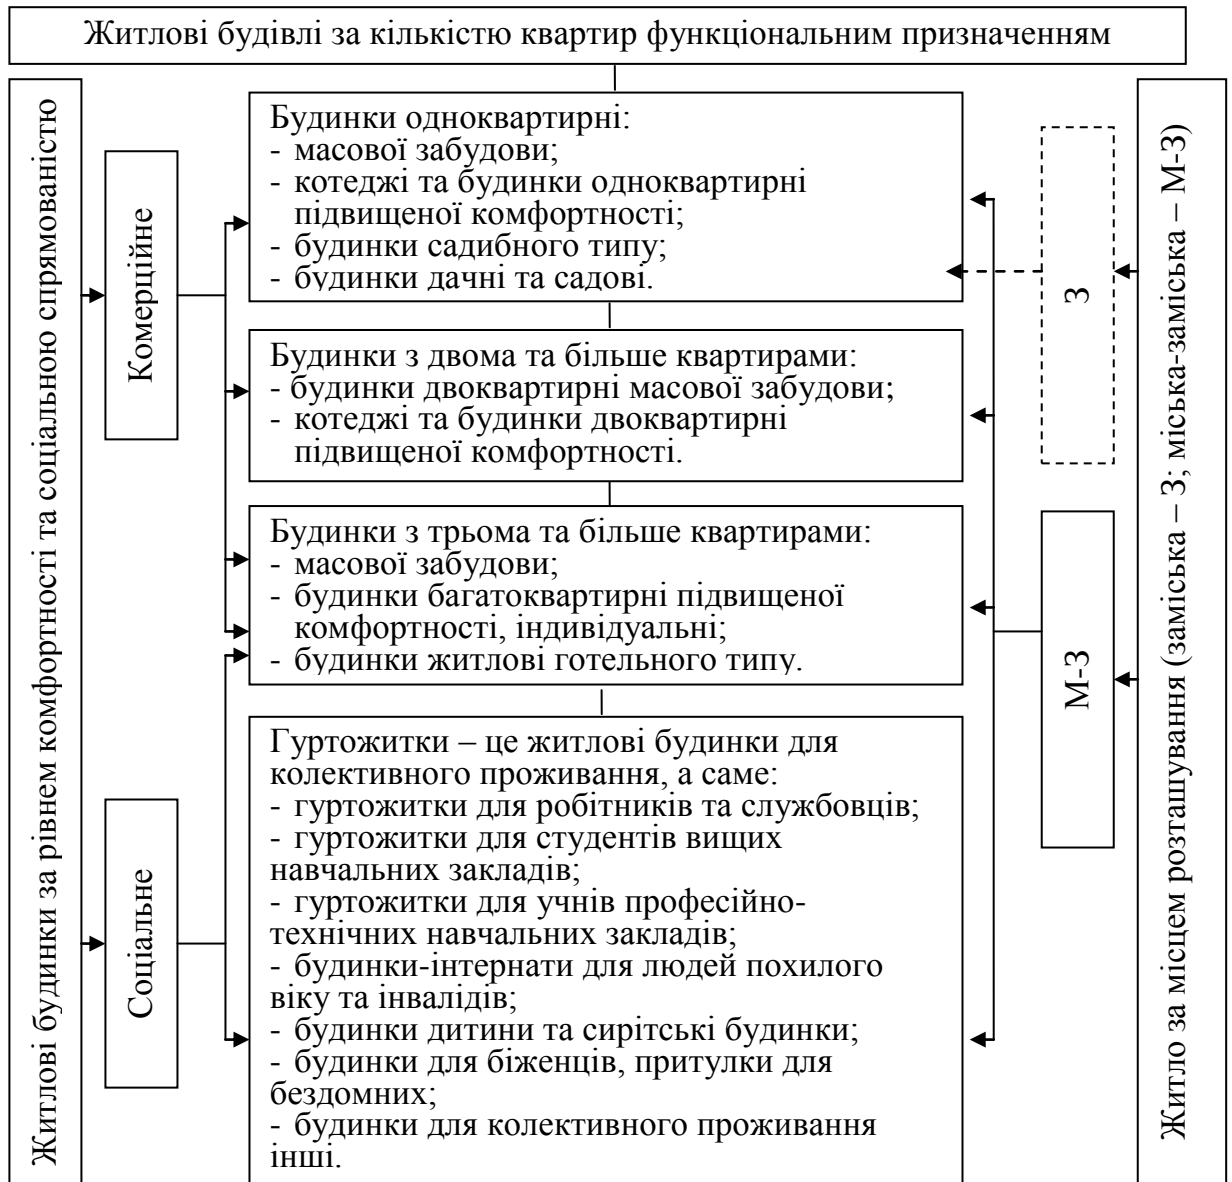 Житлові будівлі за кількістю квартир функціональним призначенням
Житлові будинки за рівнем комфортності та соціальною спрямованістю
Комерційне
Соціальне
Будинки одноквартирні:
- масової забудови;
- котеджі та будинки одноквартирні
підвищеної комфортності;
- будинки садибного типу;
- будинки дачні та садові.
Будинки з двома та більше квартирами:
- будинки двоквартирні масової забудови;
- котеджі та будинки двоквартирні
підвищеної комфортності.
Будинки з трьома та більше квартирами:
- масової забудови;
- будинки багатоквартирні підвищеної
комфортності, індивідуальні;
- будинки житлові готельного типу.
Гуртожитки – це житлові будинки для
колективного проживання, а саме:
- гуртожитки для робітників та службовців;
- гуртожитки для студентів вищих
навчальних закладів;
- гуртожитки для учнів професійно-
технічних навчальних закладів;
- будинки-інтернати для людей похилого
віку та інвалідів;
- будинки дитини та сирітські будинки;
- будинки для біженців, притулки для
бездомних;
- будинки для колективного проживання
інші.
З
М-З
Житло за місцем розташування (заміська – З; міська-заміська – М-З)